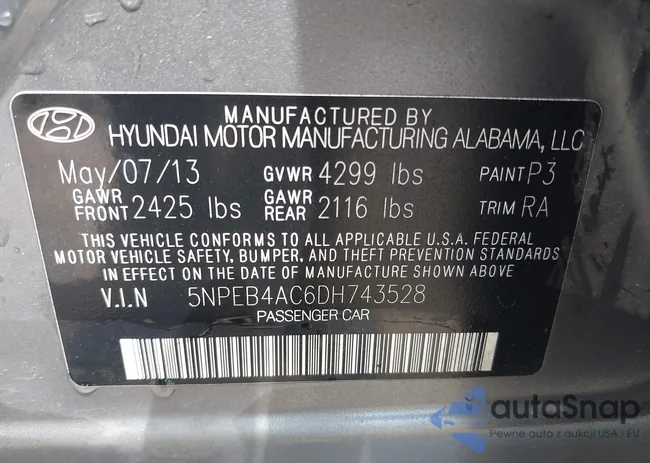 MANUFACTURED BY
HYUNDAI MOTOR MANUFACTURING ALABAMA, LLC
May/07/13 GVWR 4299 lbs PAINT P3
GAWR FRONT 2425 lbs GAWR REAR 2116 lbs TRIM RA
THIS VEHICLE CONFORMS TO ALL APPLICABLE U.S.A. FEDERAL
MOTOR VEHICLE SAFETY, BUMPER, AND THEFT PREVENTION STANDARDS
IN EFFECT ON THE DATE OF MANUFACTURE SHOWN ABOVE
V.I.N 5NPEB4AC6DH743528
PASSENGER CAR
autaSnap
Pewne auto z aukcji USA i EU